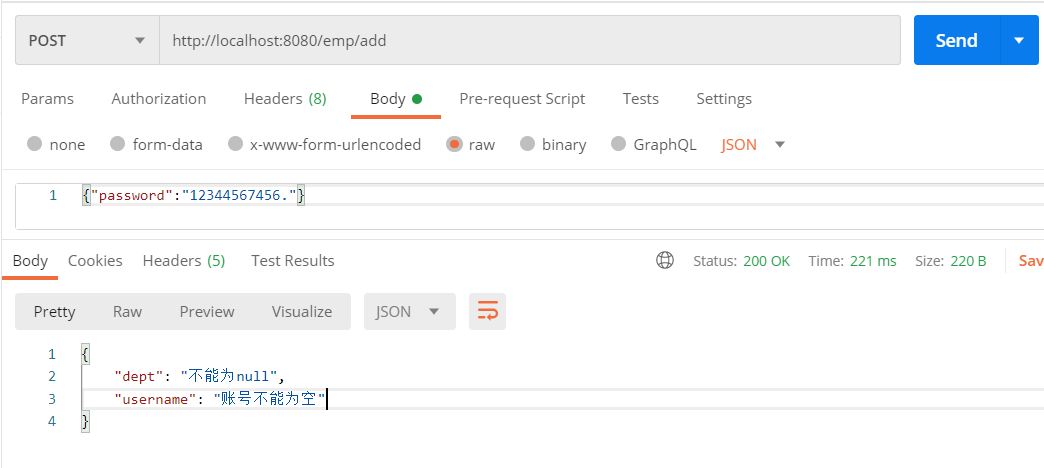 POST http://localhost:8080/emp/add Send
Params Authorization Headers (8) Body Pre-request Script Tests Settings
none form-data x-www-form-urlencoded raw binary GraphQL JSON
1 {"password":"12344567456."}
Body Cookies Headers (5) Test Results Status: 200 OK Time: 221 ms Size: 220 B Sav
Pretty Raw Preview Visualize JSON
1 {
2 "dept": "不能为null",
3 "username": "账号不能为空"
4 }